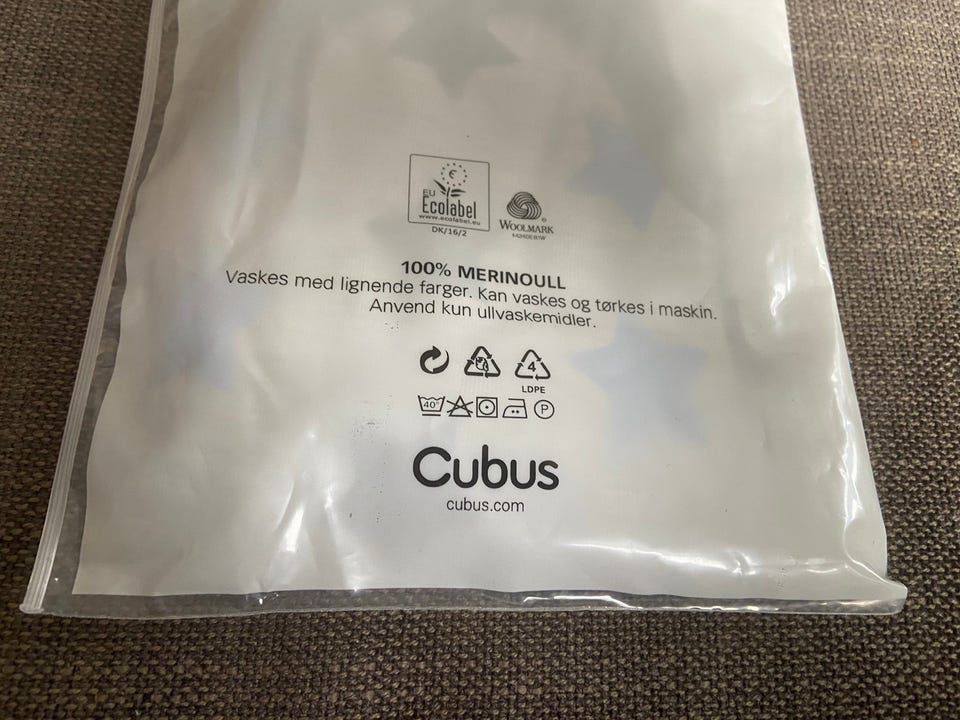 EU
Ecolabel
www.ecolabel.eu
DK/16/2
WOOLMARK
100% MERINOULL
Vaskes med lignende farger. Kan vaskes og tørkes i maskin.
Anvend kun ullvaskemidler.
4
LDPE
40°
P
Cubus
cubus.com